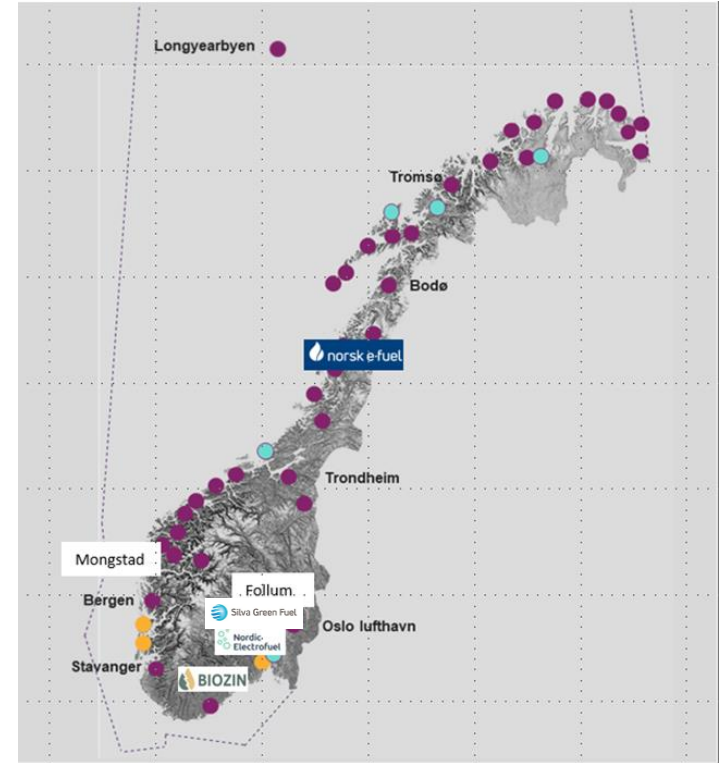 Longyearbyen
Tromsø
Bodø
norsk e-fuel
Trondheim
Mongstad
Follum
Bergen
Silva Green Fuel
Nordic-
Electrofuel
Oslo lufthavn
Stavanger
BIOZIN